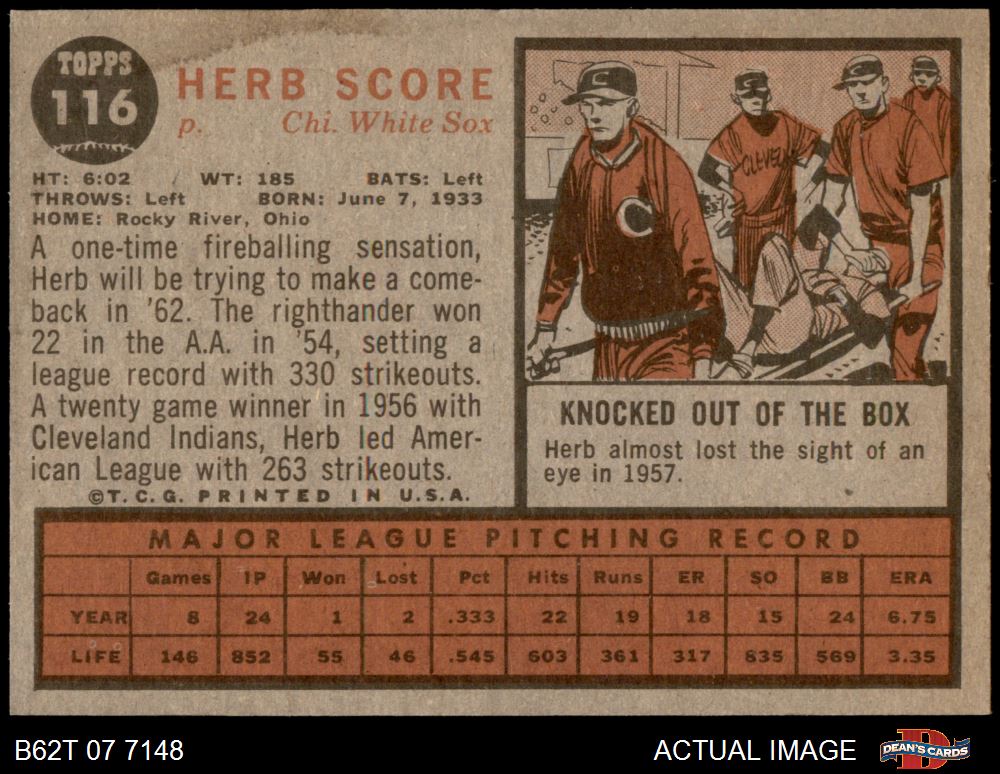 TOPPS
116
HERB SCORE
p. Chi. White Sox
HT: 6:02 WT: 185 BATS: Left
THROWS: Left BORN: June 7, 1933
HOME: Rocky River, Ohio
A one-time fireballing sensation,
Herb will be trying to make a come-
back in '62. The righthander won
22 in the A.A. in '54, setting a
league record with 330 strikeouts.
A twenty game winner in 1956 with
Cleveland Indians, Herb led Amer-
ican League with 263 strikeouts.
©T.C.G. PRINTED IN U.S.A.
C
C
CLEVEL
KNOCKED OUT OF THE BOX
Herb almost lost the sight of an
eye in 1957.
MAJOR LEAGUE PITCHING RECORD
Games IP Won Lost Pct Hits Runs ER SO BB ERA
YEAR 8 24 1 2 .333 22 19 18 15 24 6.75
LIFE 146 852 55 46 .545 603 361 317 835 569 3.35
B62T 07 7148 ACTUAL IMAGE DEAN'S CARDS